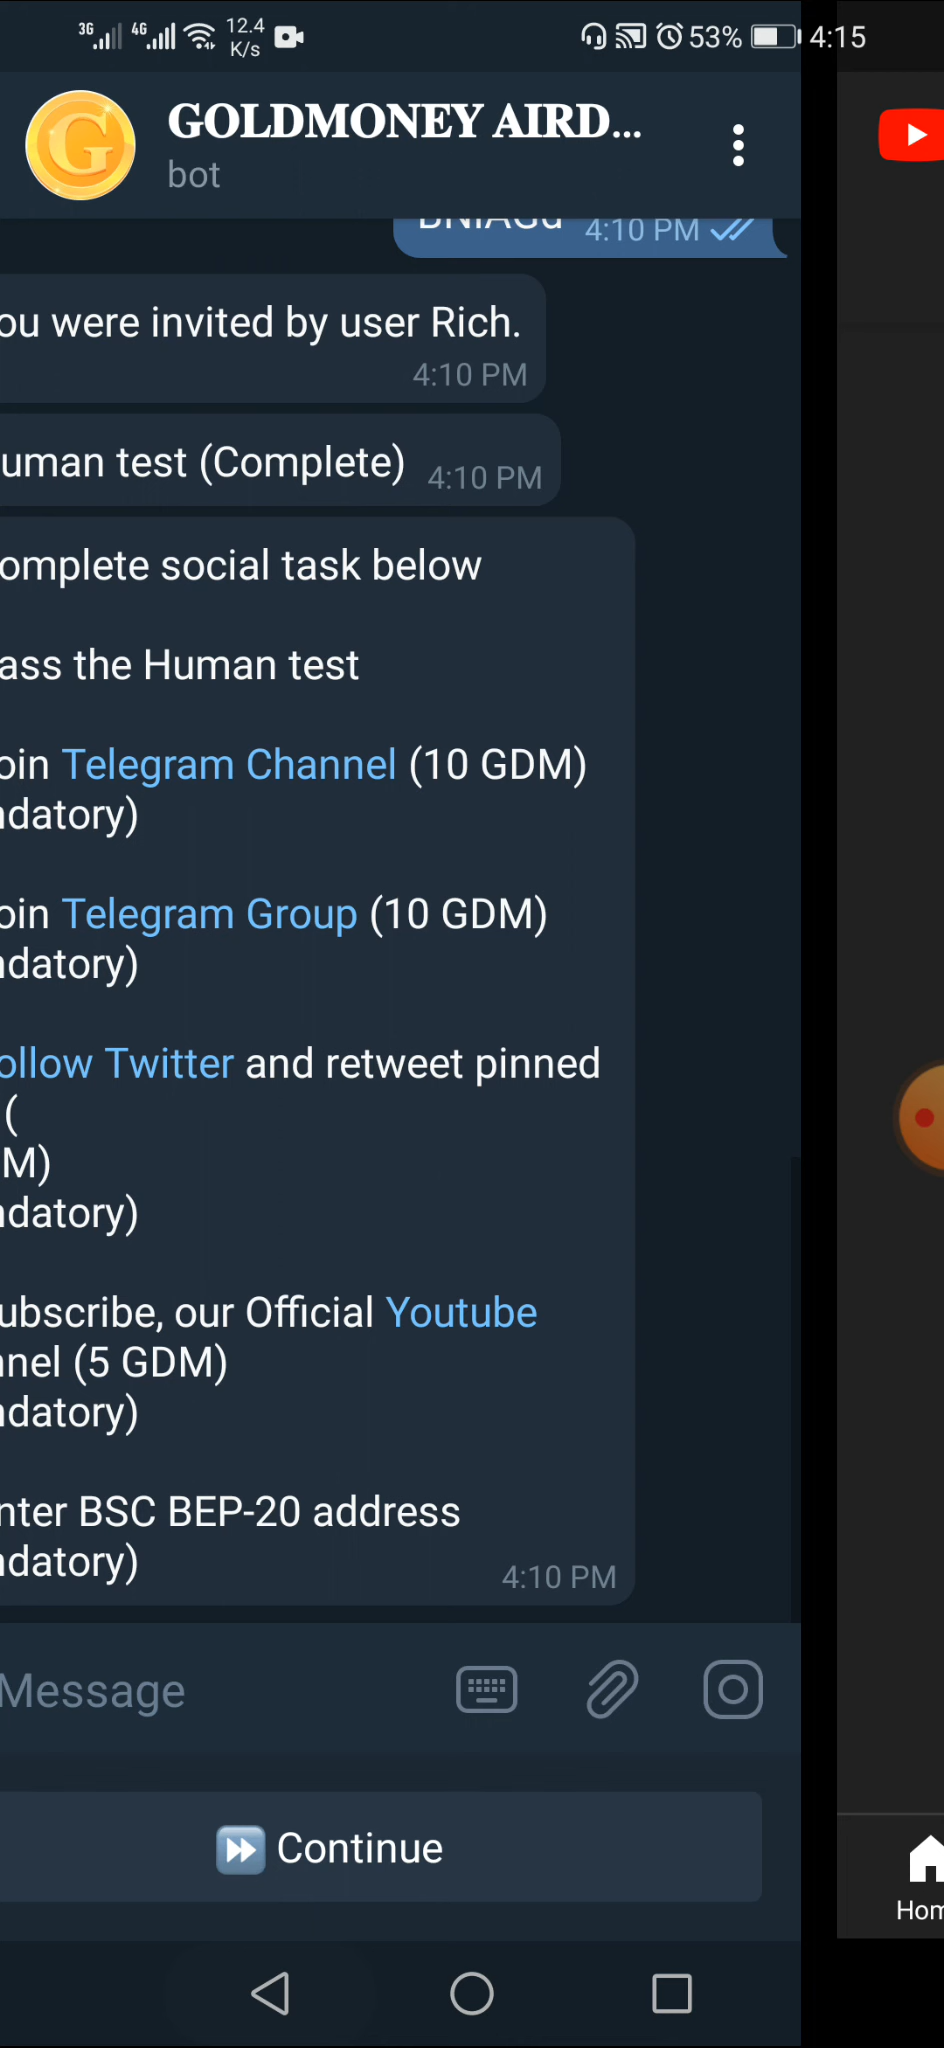 3G 4G 12.4 K/s 53% 4:15
GOLDMONEY AIRD...
bot
4:10 PM
ou were invited by user Rich.
4:10 PM
uman test (Complete) 4:10 PM
omplete social task below
ass the Human test
oin Telegram Channel (10 GDM)
ndatory)
oin Telegram Group (10 GDM)
ndatory)
ollow Twitter and retweet pinned
(
M)
ndatory)
ubscribe, our Official Youtube
nnel (5 GDM)
ndatory)
nter BSC BEP-20 address
ndatory)
4:10 PM
Message
Continue
Hom